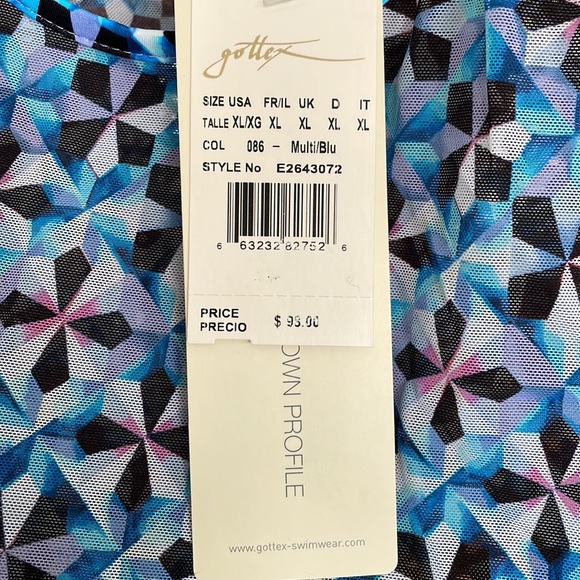 gottex
SIZE USA FR/IL UK D IT
TALLE XL/XG XL XL XL XL
COL 086 - Multi/Blu
STYLE No E2643072
6 63232 82752 6
PRICE
PRECIO $ 98.00
OWN PROFILE
www.gottex-swimwear.com